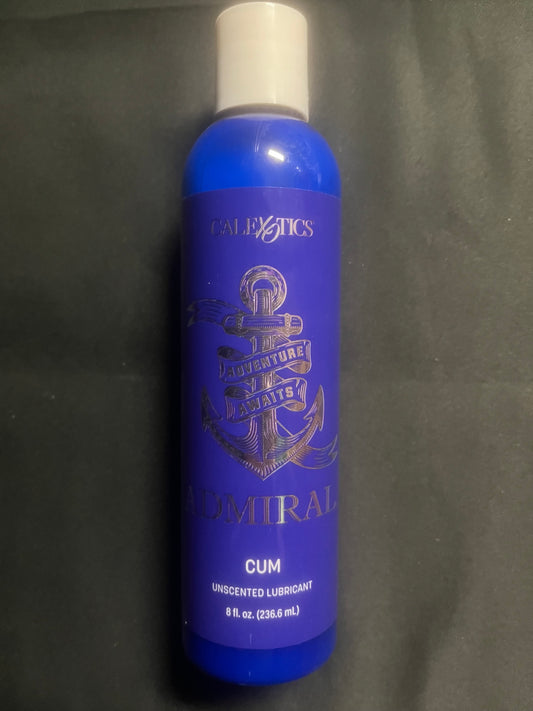 CALEXOTICS
ADVENTURE
AWAITS
ADMIRAL
CUM
UNSCENTED LUBRICANT
8 fl. oz. (236.6 mL)